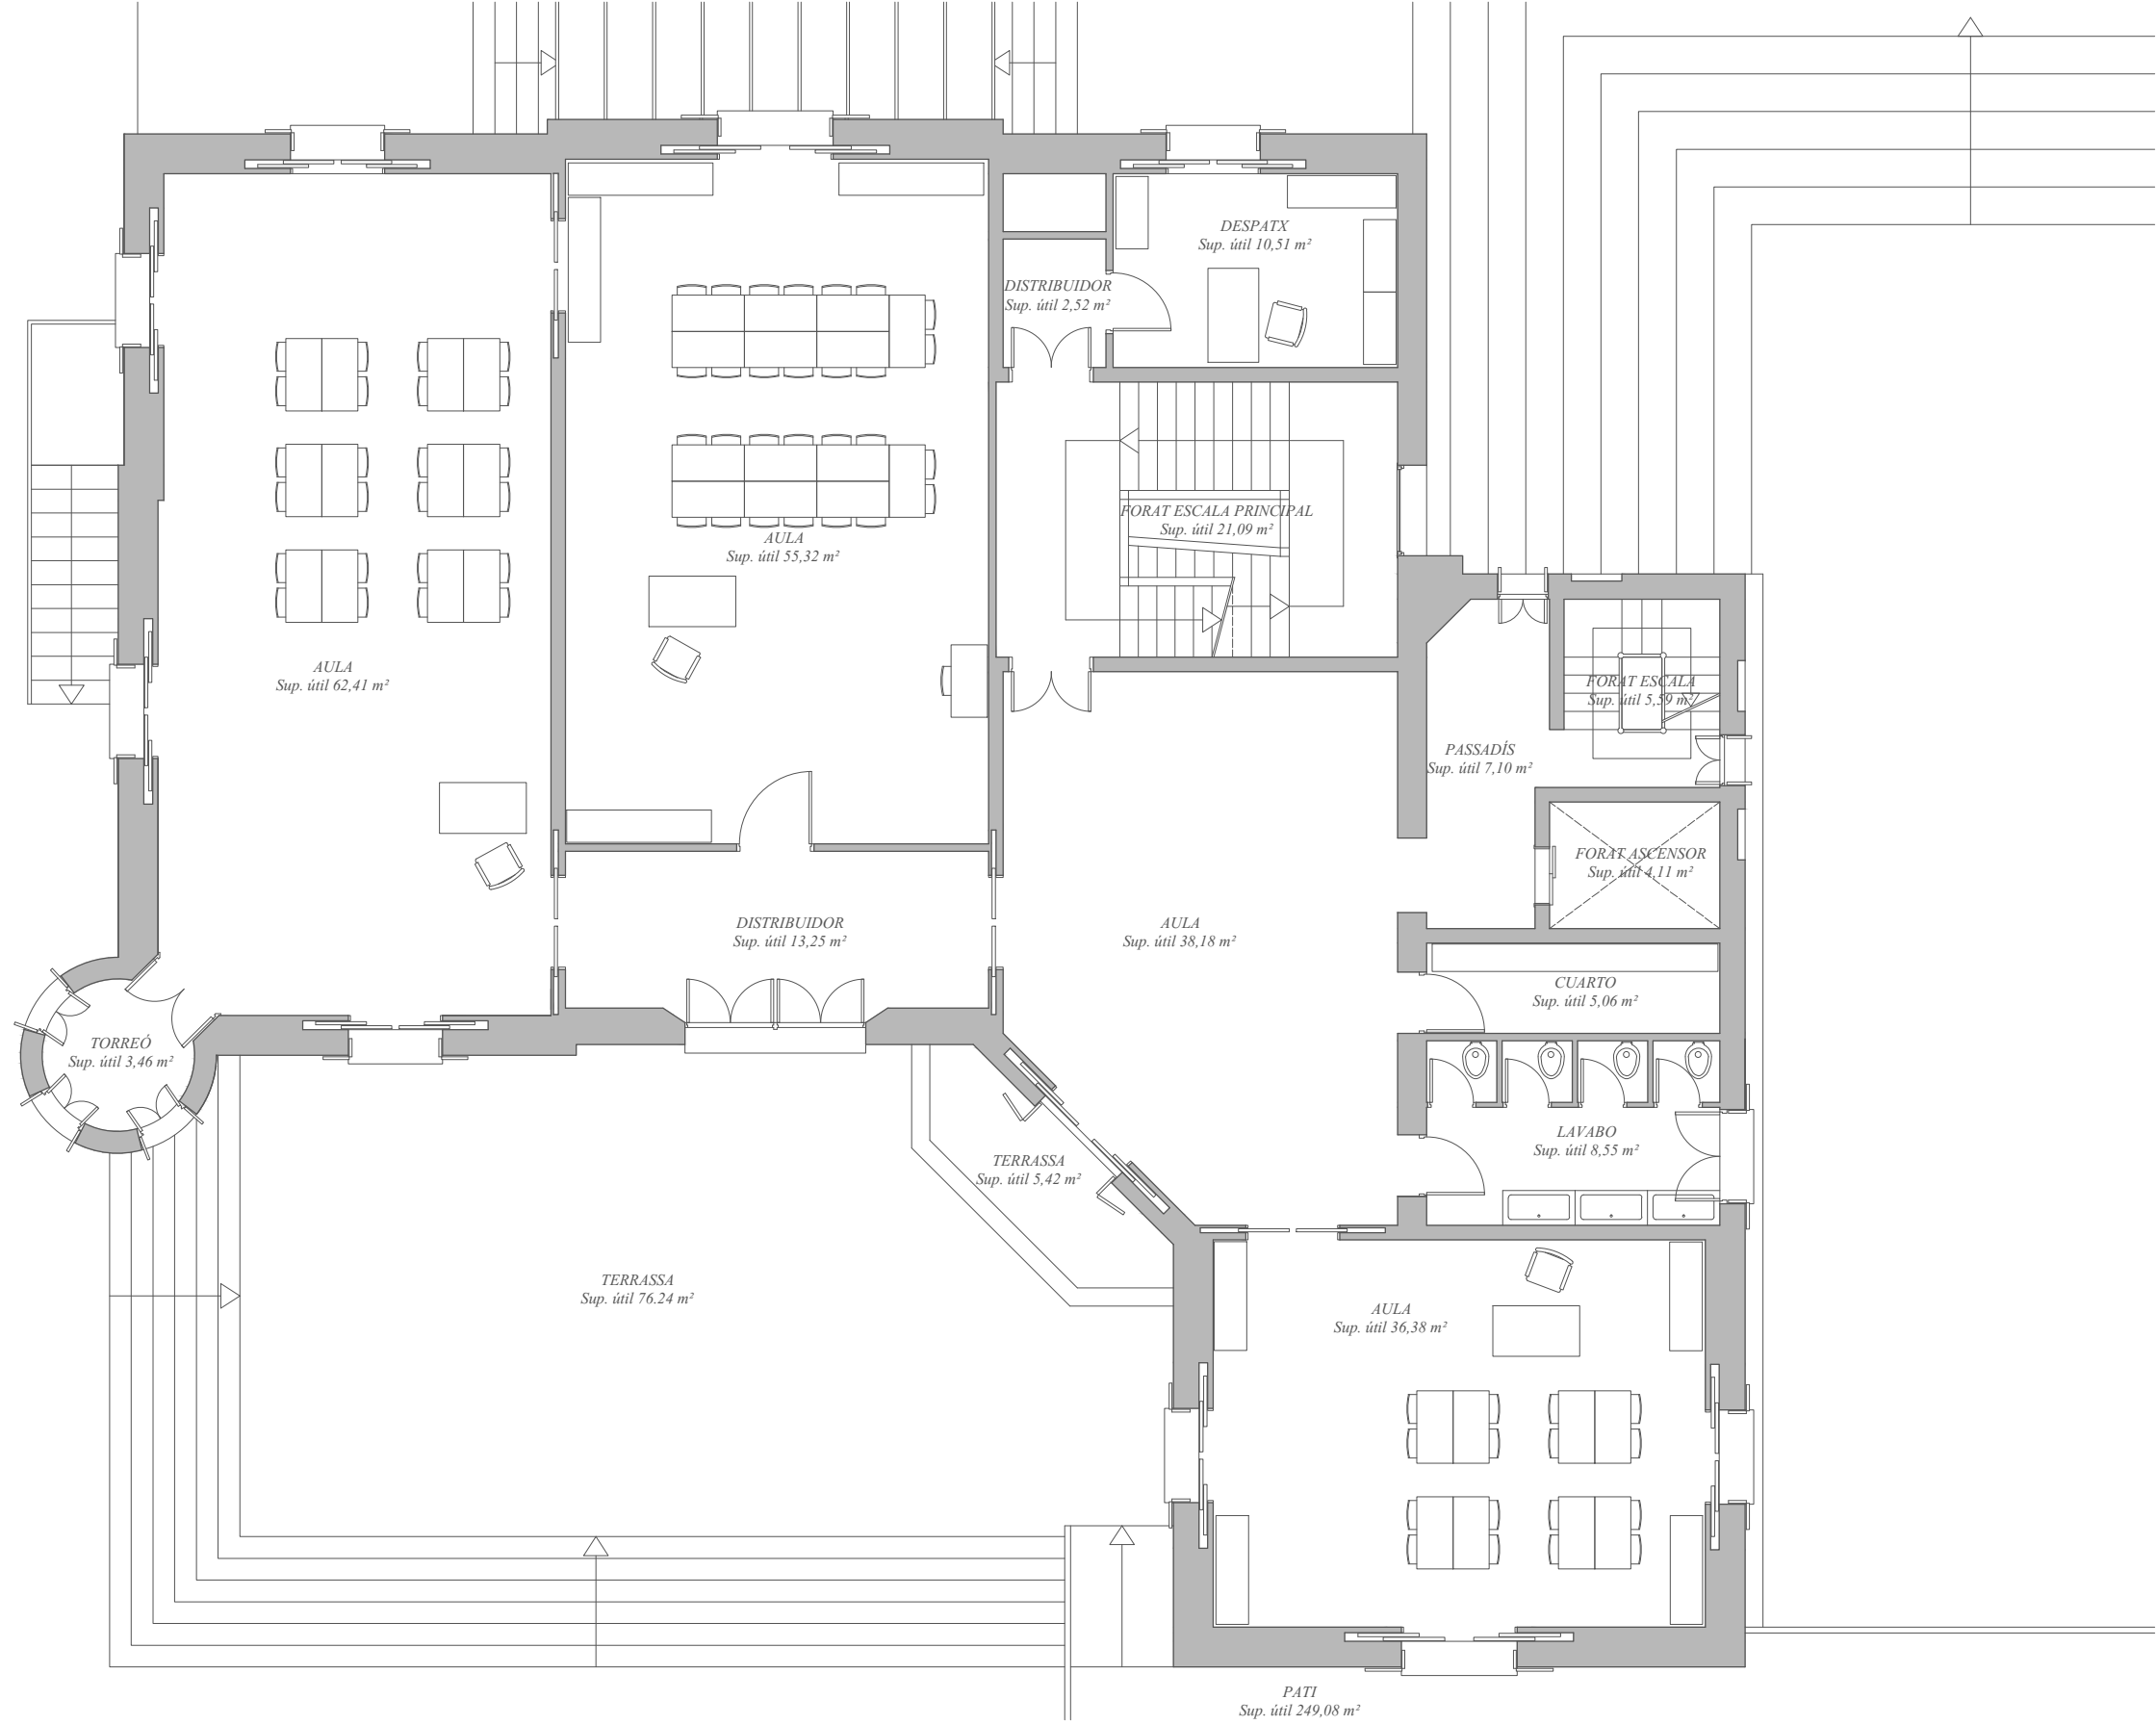 DESPATX
Sup. útil 10,51 m²
DISTRIBUIDOR
Sup. útil 2,52 m²
FORAT ESCALA PRINCIPAL
Sup. útil 21,09 m²
AULA
Sup. útil 55,32 m²
AULA
Sup. útil 62,41 m²
FORAT ESCALA
Sup. útil 5,59 m²
PASSADÍS
Sup. útil 7,10 m²
FORAT ASCENSOR
Sup. útil 4,11 m²
DISTRIBUIDOR
Sup. útil 13,25 m²
AULA
Sup. útil 38,18 m²
CUARTO
Sup. útil 5,06 m²
TORREÓ
Sup. útil 3,46 m²
LAVABO
Sup. útil 8,55 m²
TERRASSA
Sup. útil 5,42 m²
TERRASSA
Sup. útil 76.24 m²
AULA
Sup. útil 36,38 m²
PATI
Sup. útil 249,08 m²